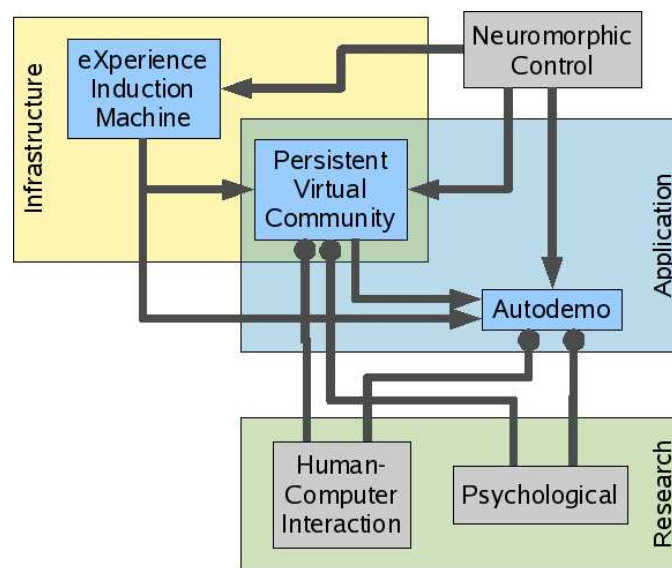 Infrastructure
eXperience
Induction
Machine
Neuromorphic
Control
Persistent
Virtual
Community
Application
Autodemo
Human-
Computer
Interaction
Psychological
Research